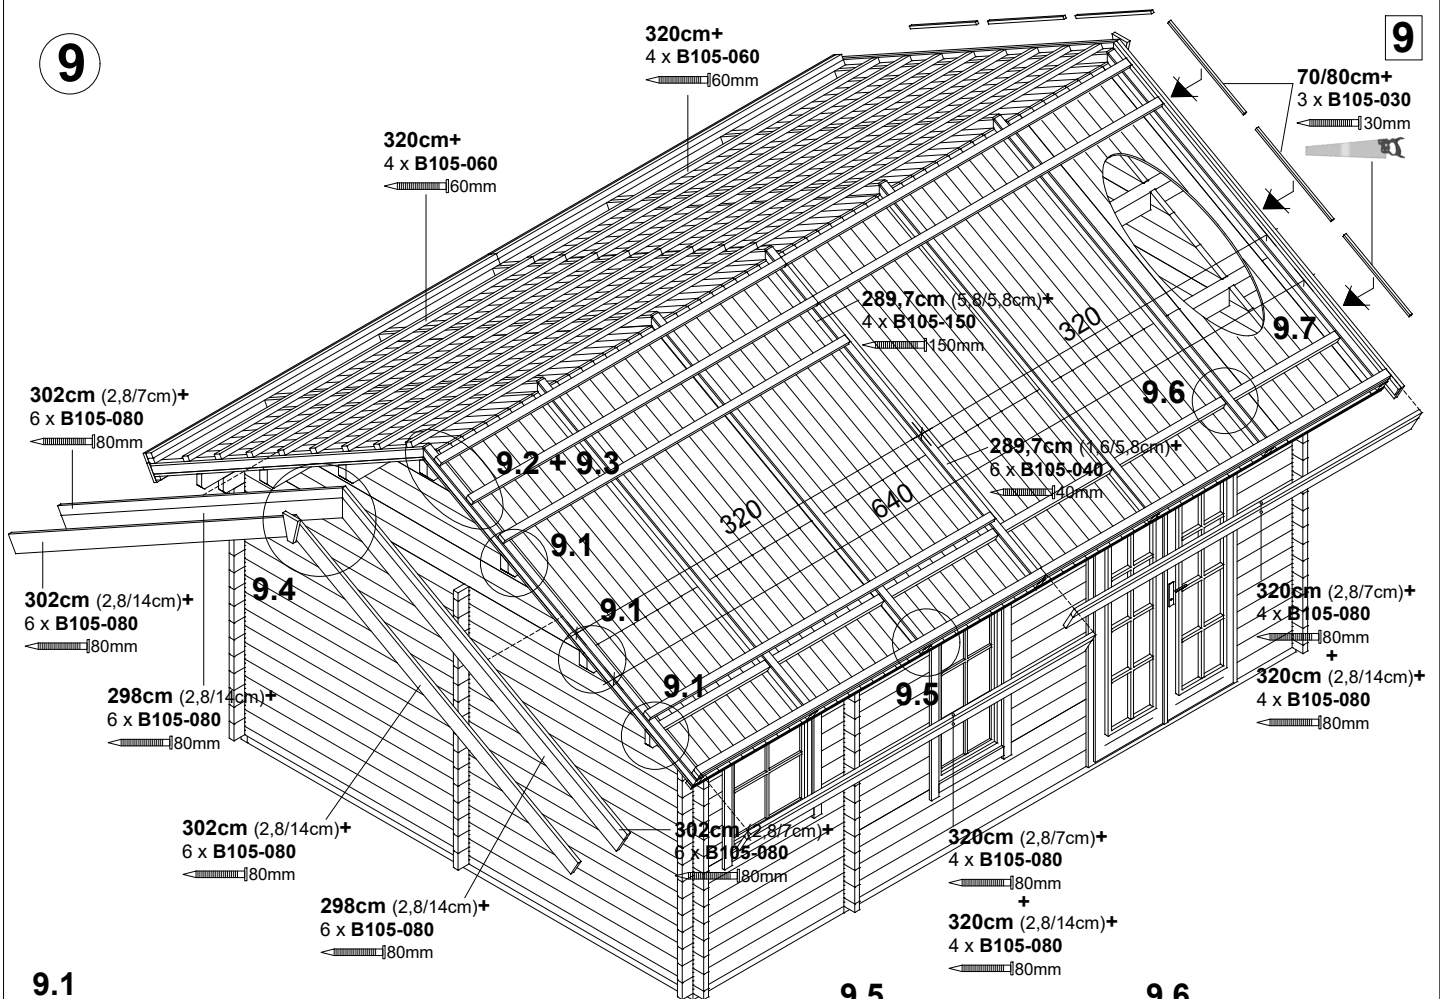 9
9
320cm+
4 x B105-060
60mm
70/80cm+
3 x B105-030
30mm
320cm+
4 x B105-060
60mm
289,7cm (5,8/5,8cm)+
4 x B105-150
150mm
320
9.7
9.6
302cm (2,8/7cm)+
6 x B105-080
80mm
9.2 + 9.3
289,7cm (1,6/5,8cm)+
6 x B105-040
40mm
640
320
9.1
9.4
9.1
302cm (2,8/14cm)+
6 x B105-080
80mm
320cm (2,8/7cm)+
4 x B105-080
80mm
+
320cm (2,8/14cm)+
4 x B105-080
80mm
9.1
9.5
298cm (2,8/14cm)+
6 x B105-080
80mm
302cm (2,8/14cm)+
6 x B105-080
80mm
302cm (2,8/7cm)+
6 x B105-080
80mm
320cm (2,8/7cm)+
4 x B105-080
80mm
+
320cm (2,8/14cm)+
4 x B105-080
80mm
298cm (2,8/14cm)+
6 x B105-080
80mm
9.1
9.5
9.6